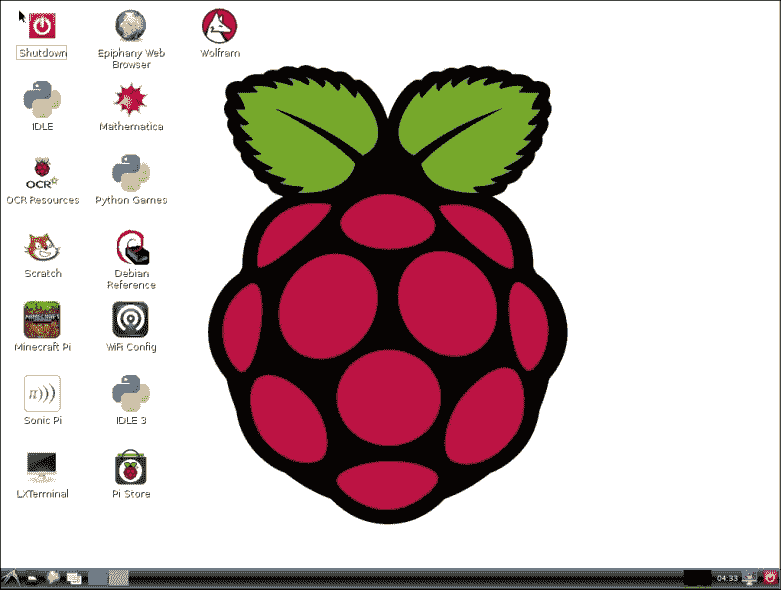 Shutdown
Epiphany Web
Browser
Wolfram
IDLE
Mathematica
OCR
OCR Resources
Python Games
Scratch
Debian
Reference
Minecraft Pi
WiFi Config
Sonic Pi
IDLE 3
LXTerminal
Pi Store
04:33